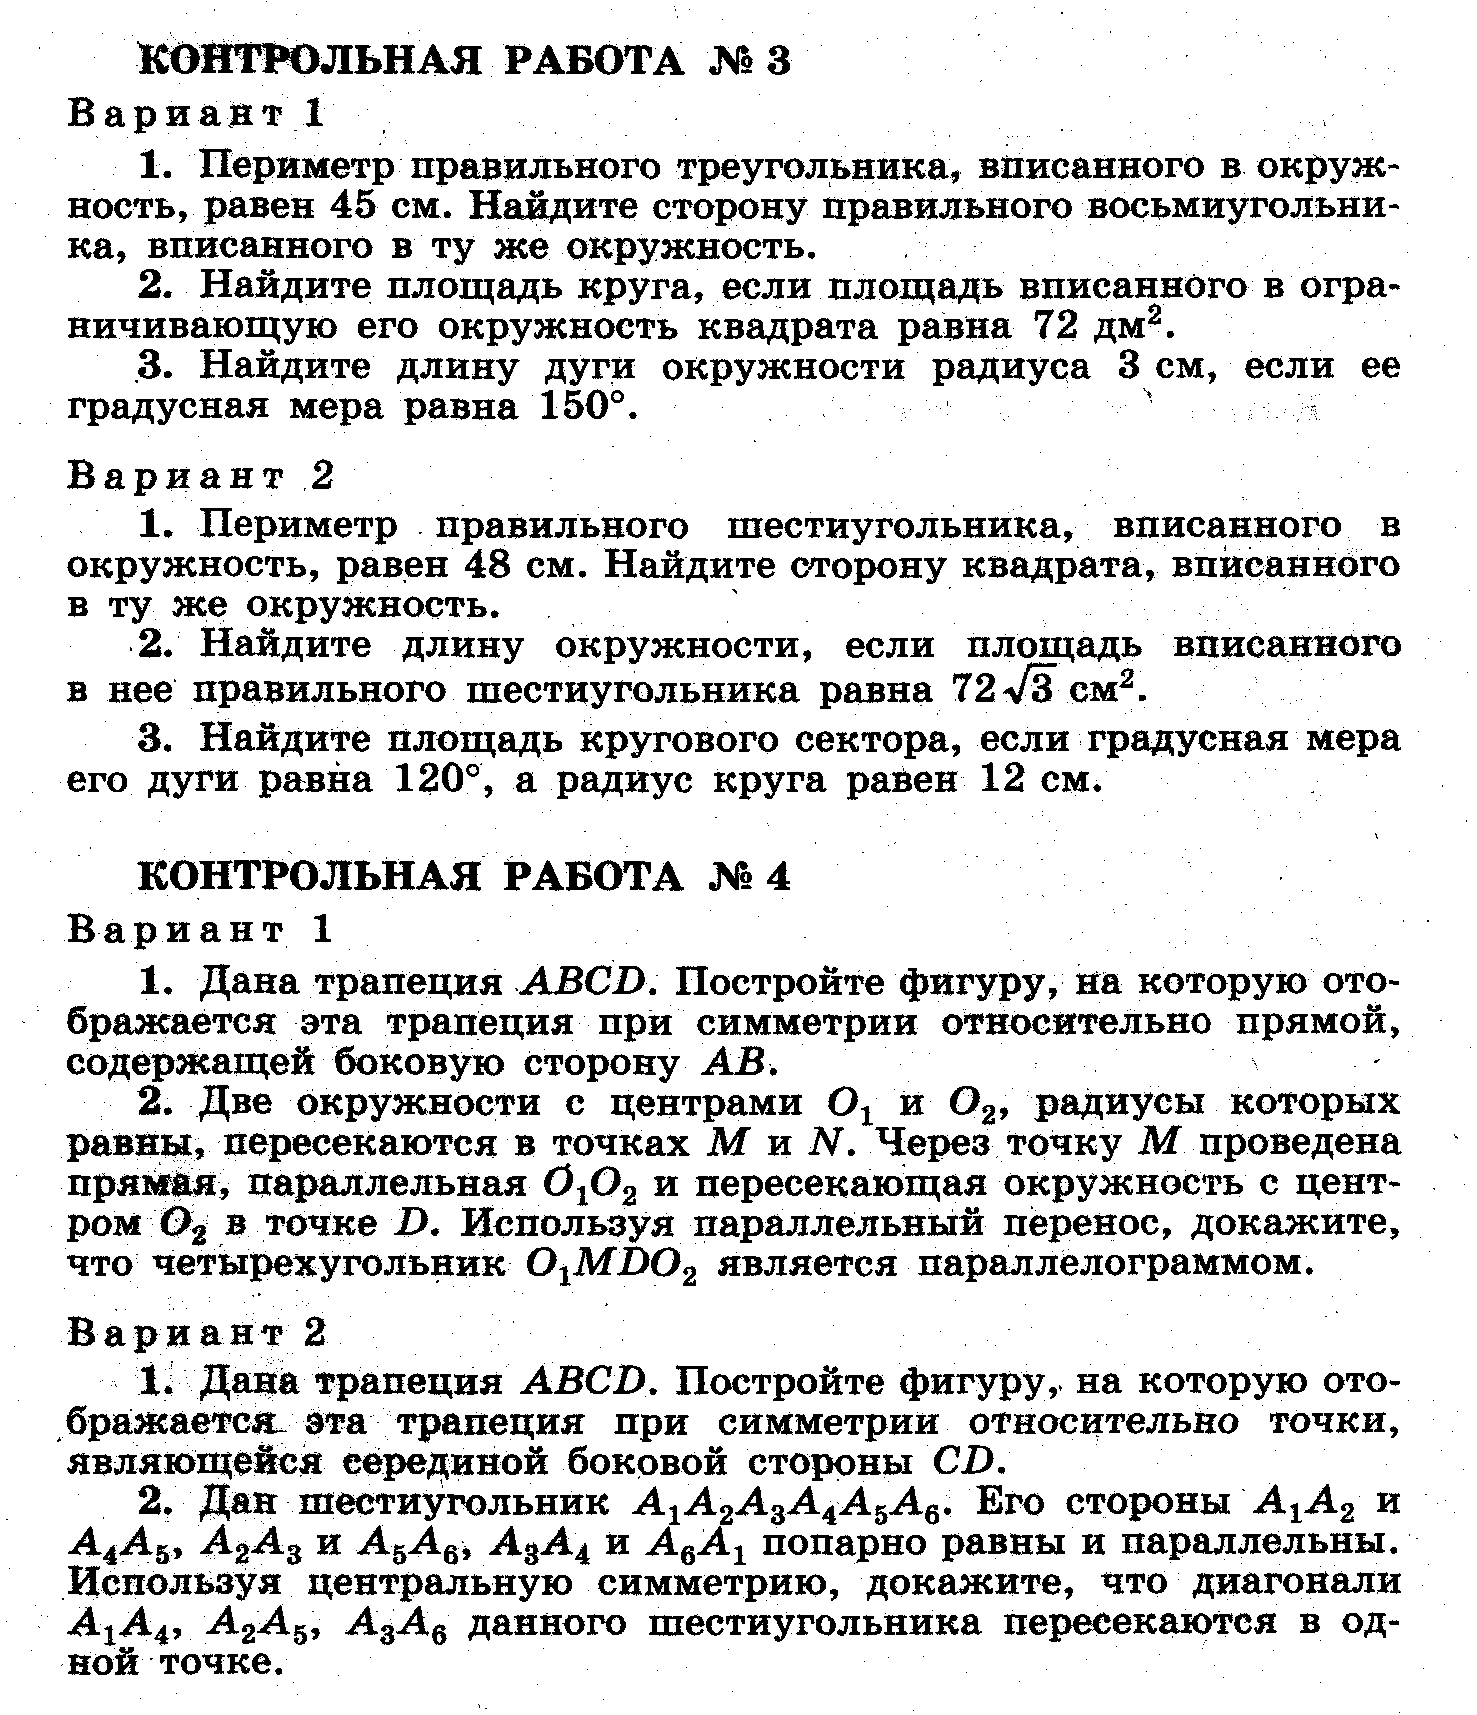 КОНТРОЛЬНАЯ РАБОТА № 3
Вариант 1
1. Периметр правильного треугольника, вписанного в окруж-
ность, равен 45 см. Найдите сторону правильного восьмиугольни-
ка, вписанного в ту же окружность.
2. Найдите площадь круга, если площадь вписанного в огра-
ничивающую его окружность квадрата равна 72 дм².
3. Найдите длину дуги окружности радиуса 3 см, если ее
градусная мера равна 150°.
Вариант 2
1. Периметр правильного шестиугольника, вписанного в
окружность, равен 48 см. Найдите сторону квадрата, вписанного
в ту же окружность.
2. Найдите длину окружности, если площадь вписанного
в нее правильного шестиугольника равна 72√3 см².
3. Найдите площадь кругового сектора, если градусная мера
его дуги равна 120°, а радиус круга равен 12 см.
КОНТРОЛЬНАЯ РАБОТА № 4
Вариант 1
1. Дана трапеция ABCD. Постройте фигуру, на которую ото-
бражается эта трапеция при симметрии относительно прямой,
содержащей боковую сторону AB.
2. Две окружности с центрами O₁ и O₂, радиусы которых
равны, пересекаются в точках M и N. Через точку M проведена
прямая, параллельная O₁O₂ и пересекающая окружность с цент-
ром O₂ в точке D. Используя параллельный перенос, докажите,
что четырехугольник O₁MDO₂ является параллелограммом.
Вариант 2
1. Дана трапеция ABCD. Постройте фигуру, на которую ото-
бражается эта трапеция при симметрии относительно точки,
являющейся серединой боковой стороны CD.
2. Дан шестиугольник A₁A₂A₃A₄A₅A₆. Его стороны A₁A₂ и
A₄A₅, A₂A₃ и A₅A₆, A₃A₄ и A₆A₁ попарно равны и параллельны.
Используя центральную симметрию, докажите, что диагонали
A₁A₄, A₂A₅, A₃A₆ данного шестиугольника пересекаются в од-
ной точке.